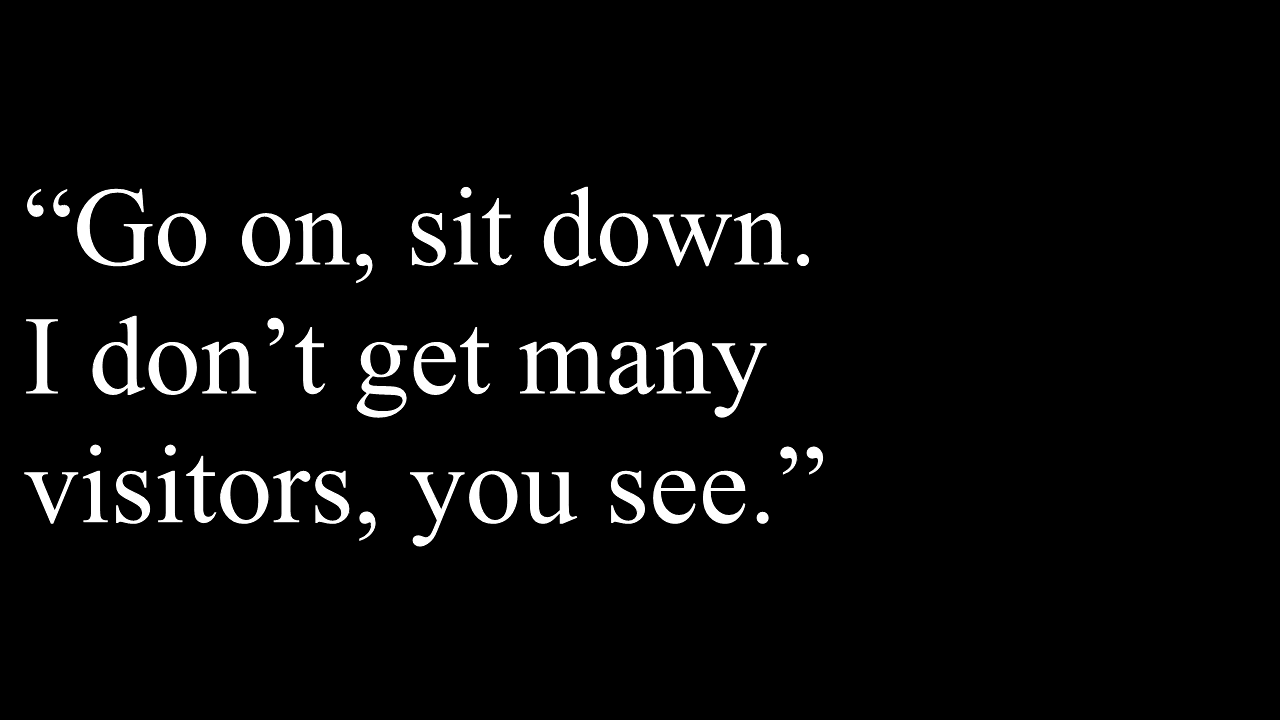 “Go on, sit down.
I don’t get many
visitors, you see.”